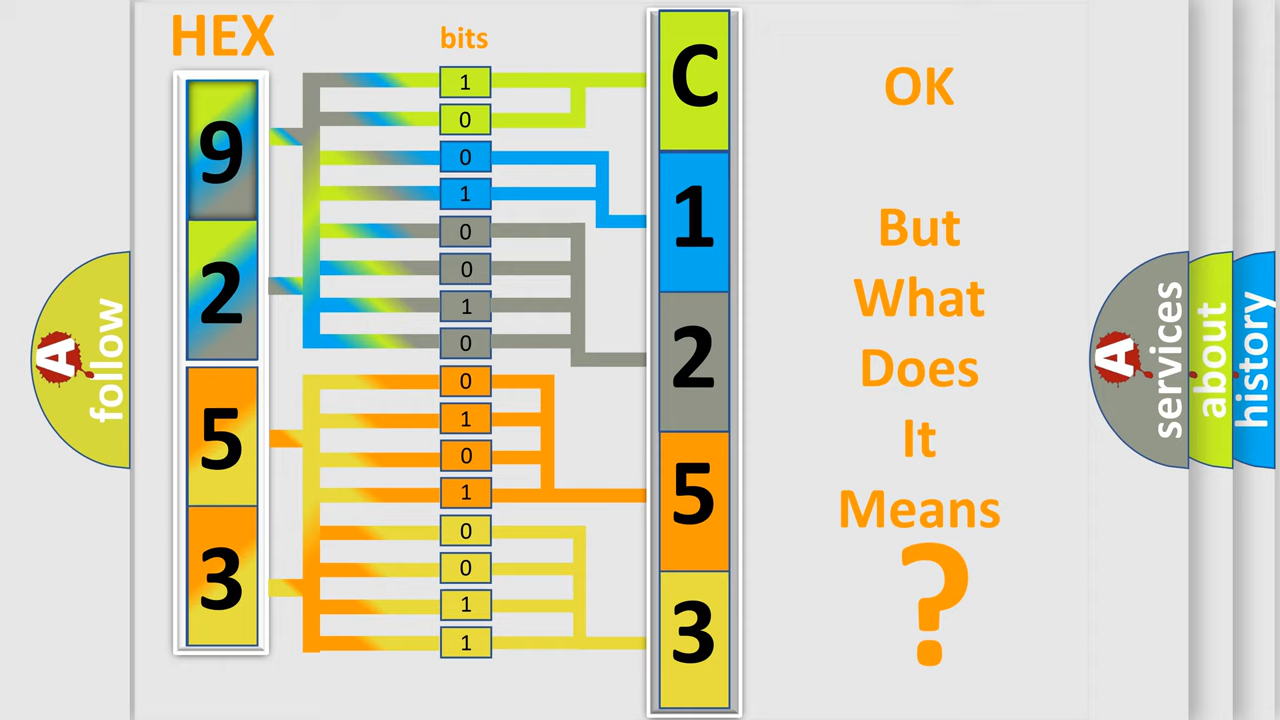 HEX
bits
9
2
5
3
1
0
0
1
0
0
1
0
0
1
0
1
0
0
1
1
C
1
2
5
3
OK
But
What
Does
It
Means
?
A
follow
A
services
about
history